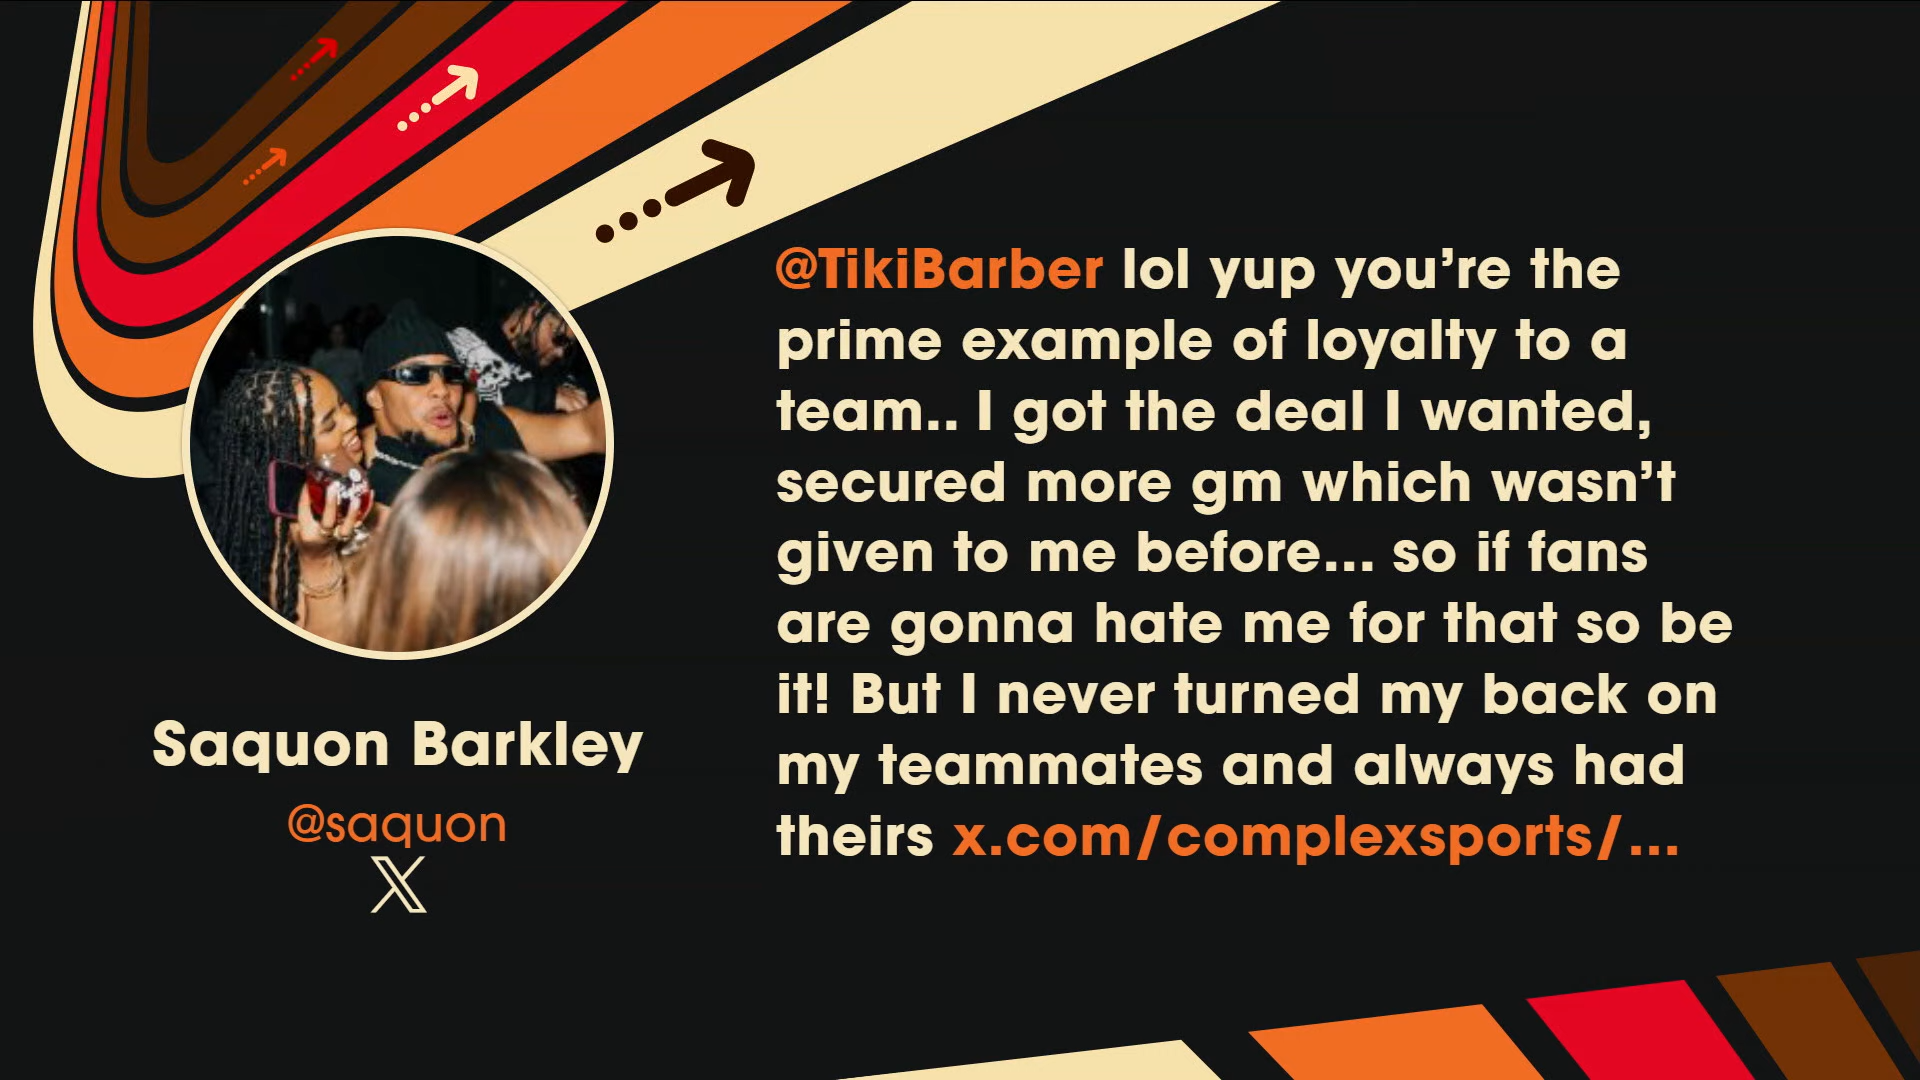 @TikiBarber lol yup you’re the
prime example of loyalty to a
team.. I got the deal I wanted,
secured more gm which wasn’t
given to me before... so if fans
are gonna hate me for that so be
it! But I never turned my back on
my teammates and always had
theirs x.com/complexsports/...
Saquon Barkley
@saquon
X